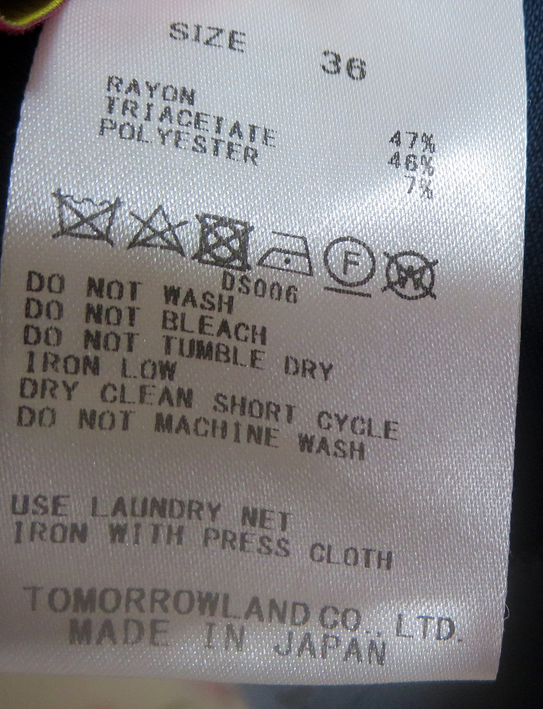 SIZE 36
RAYON 47%
TRIACETATE 46%
POLYESTER 7%
F W
DS006
DO NOT WASH
DO NOT BLEACH
DO NOT TUMBLE DRY
IRON LOW
DRY CLEAN SHORT CYCLE
DO NOT MACHINE WASH
USE LAUNDRY NET
IRON WITH PRESS CLOTH
TOMORROWLAND CO., LTD.
MADE IN JAPAN